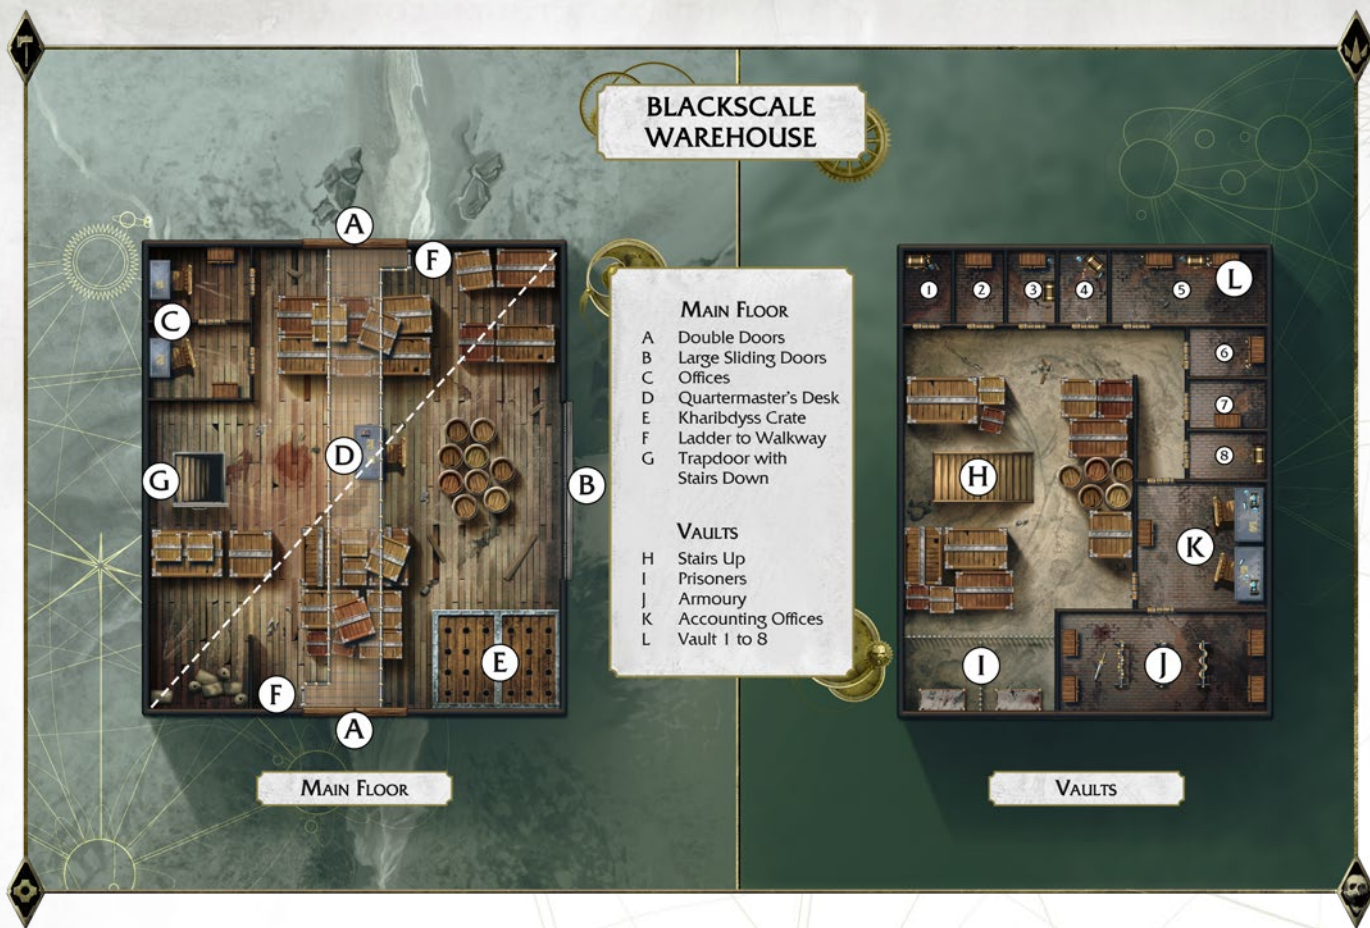 BLACKSCALE
WAREHOUSE
A
F
C
D
G
B
E
F
A
MAIN FLOOR
MAIN FLOOR
A Double Doors
B Large Sliding Doors
C Offices
D Quartermaster's Desk
E Kharibdyss Crate
F Ladder to Walkway
G Trapdoor with
Stairs Down
VAULTS
H Stairs Up
I Prisoners
J Armoury
K Accounting Offices
L Vault 1 to 8
1 2 3 4 5 L
6
7
8
H
K
I
J
VAULTS